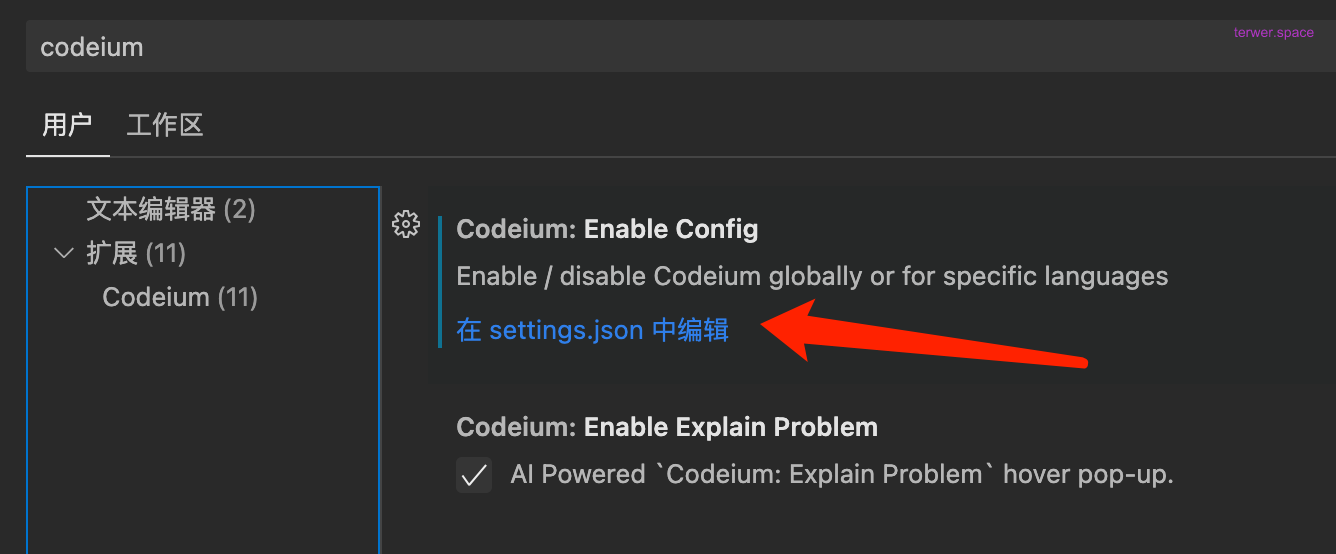 codeium
terwer.space
用户 工作区
文本编辑器 (2)
扩展 (11)
Codeium (11)
Codeium: Enable Config
Enable / disable Codeium globally or for specific languages
在 settings.json 中编辑
Codeium: Enable Explain Problem
AI Powered `Codeium: Explain Problem` hover pop-up.